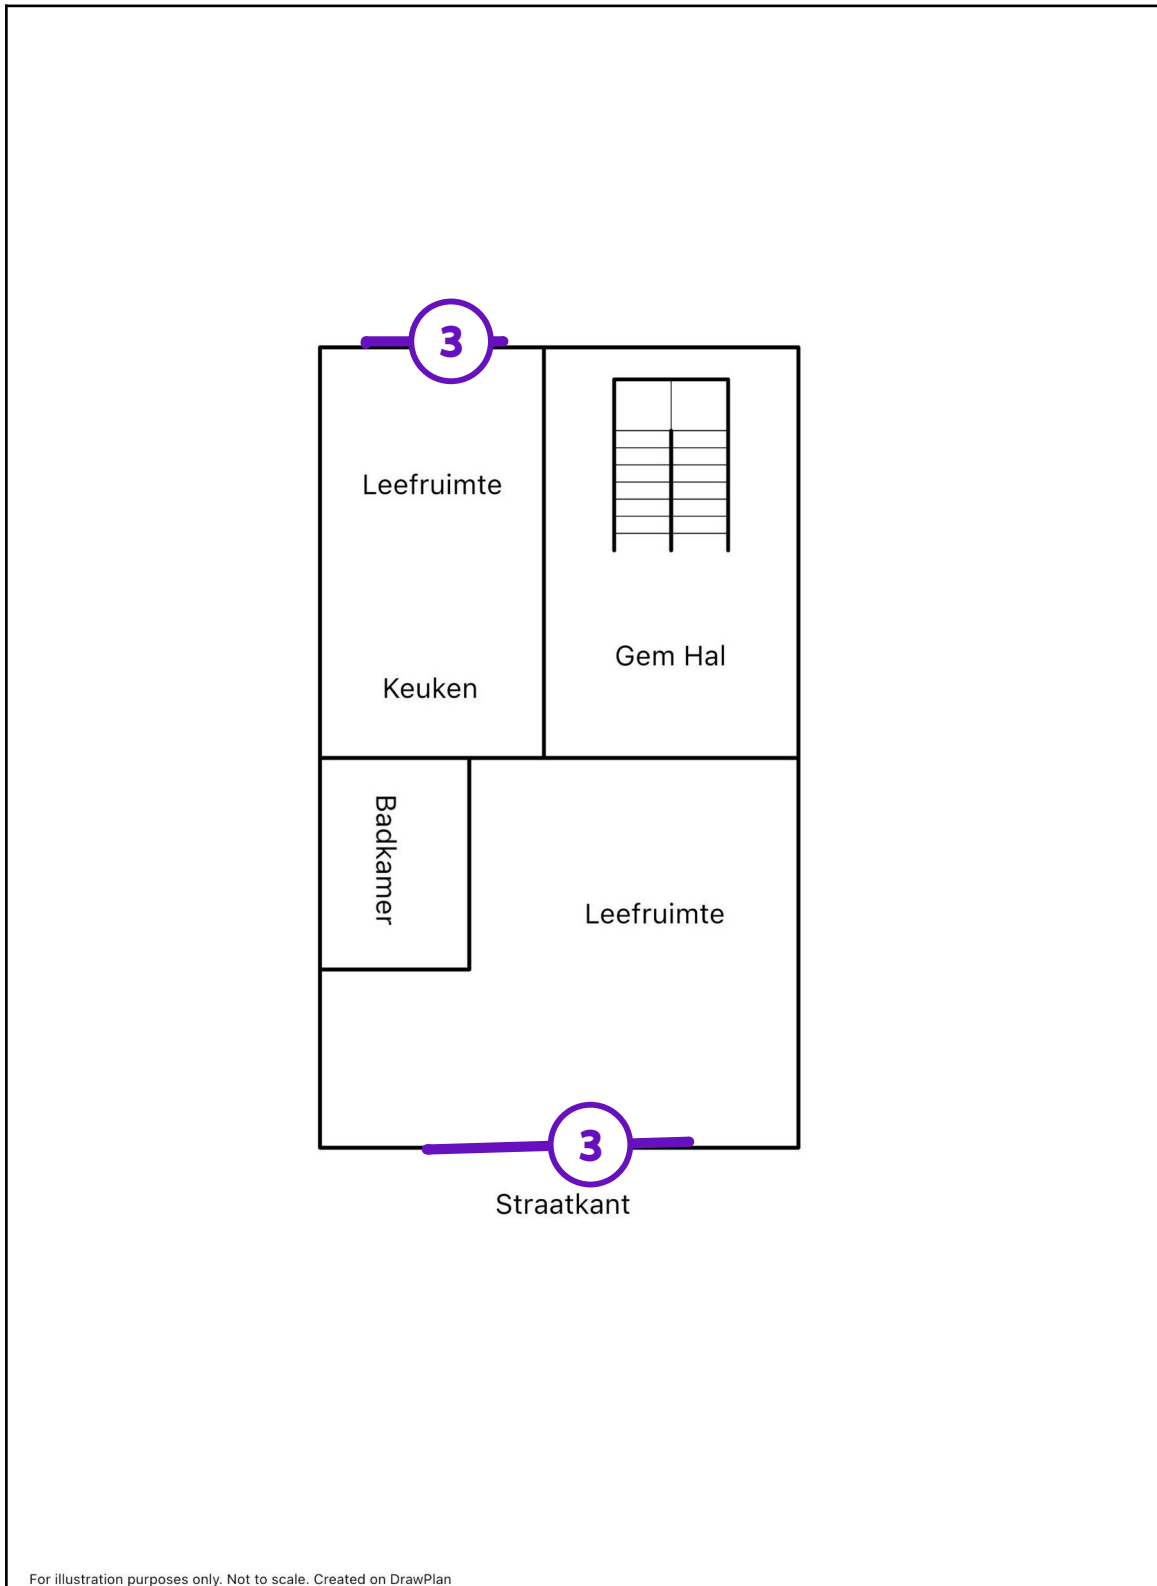 3
Leefruimte
Gem Hal
Keuken
Badkamer
Leefruimte
3
Straatkant
For illustration purposes only. Not to scale. Created on DrawPlan